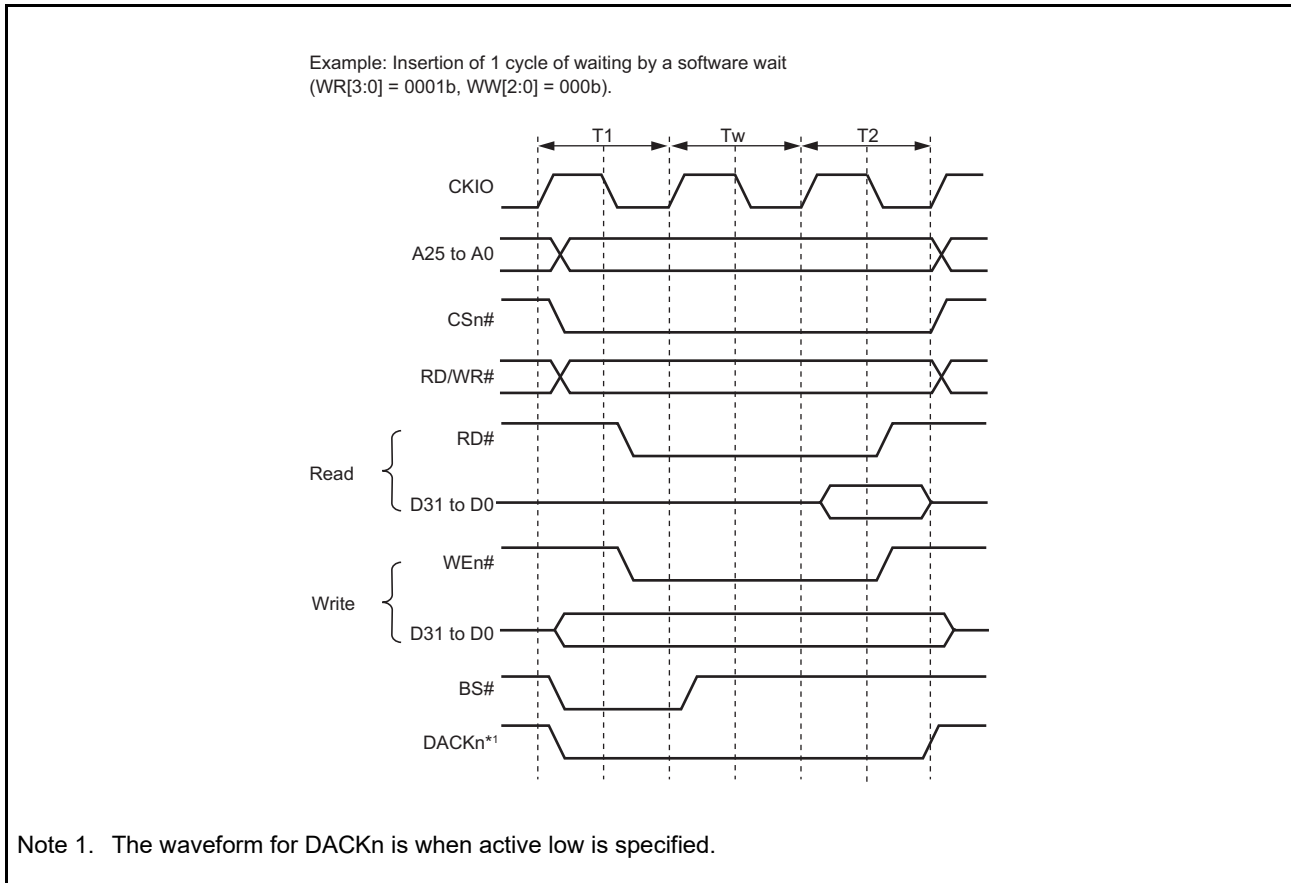 Example: Insertion of 1 cycle of waiting by a software wait
(WR[3:0] = 0001b, WW[2:0] = 000b).
T1 Tw T2
CKIO
A25 to A0
CSn#
RD/WR#
RD#
Read
D31 to D0
WEn#
Write
D31 to D0
BS#
DACKn*1
Note 1. The waveform for DACKn is when active low is specified.